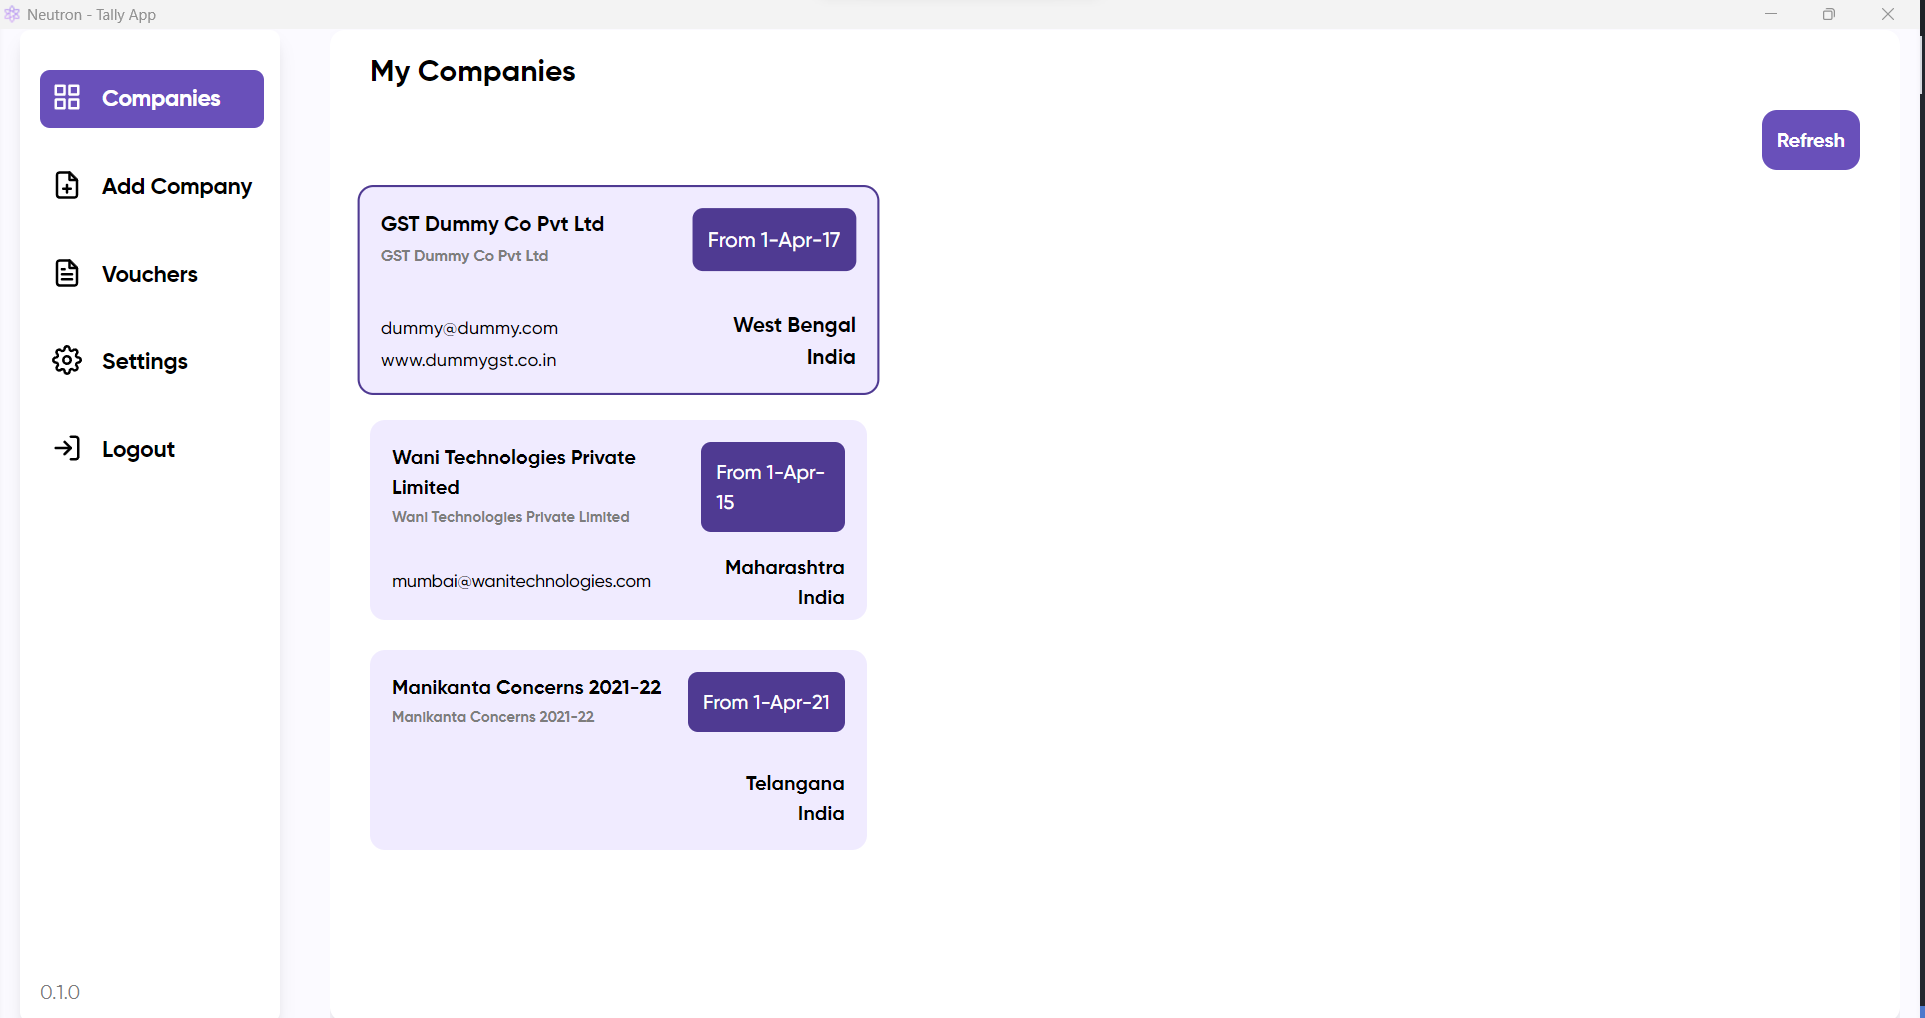 Neutron - Tally App
Companies
Add Company
Vouchers
Settings
Logout
0.1.0
My Companies
Refresh
GST Dummy Co Pvt Ltd
GST Dummy Co Pvt Ltd
From 1-Apr-17
dummy@dummy.com
www.dummygst.co.in
West Bengal
India
Wani Technologies Private
Limited
Wani Technologies Private Limited
From 1-Apr-
15
mumbai@wanitechnologies.com
Maharashtra
India
Manikanta Concerns 2021-22
Manikanta Concerns 2021-22
From 1-Apr-21
Telangana
India